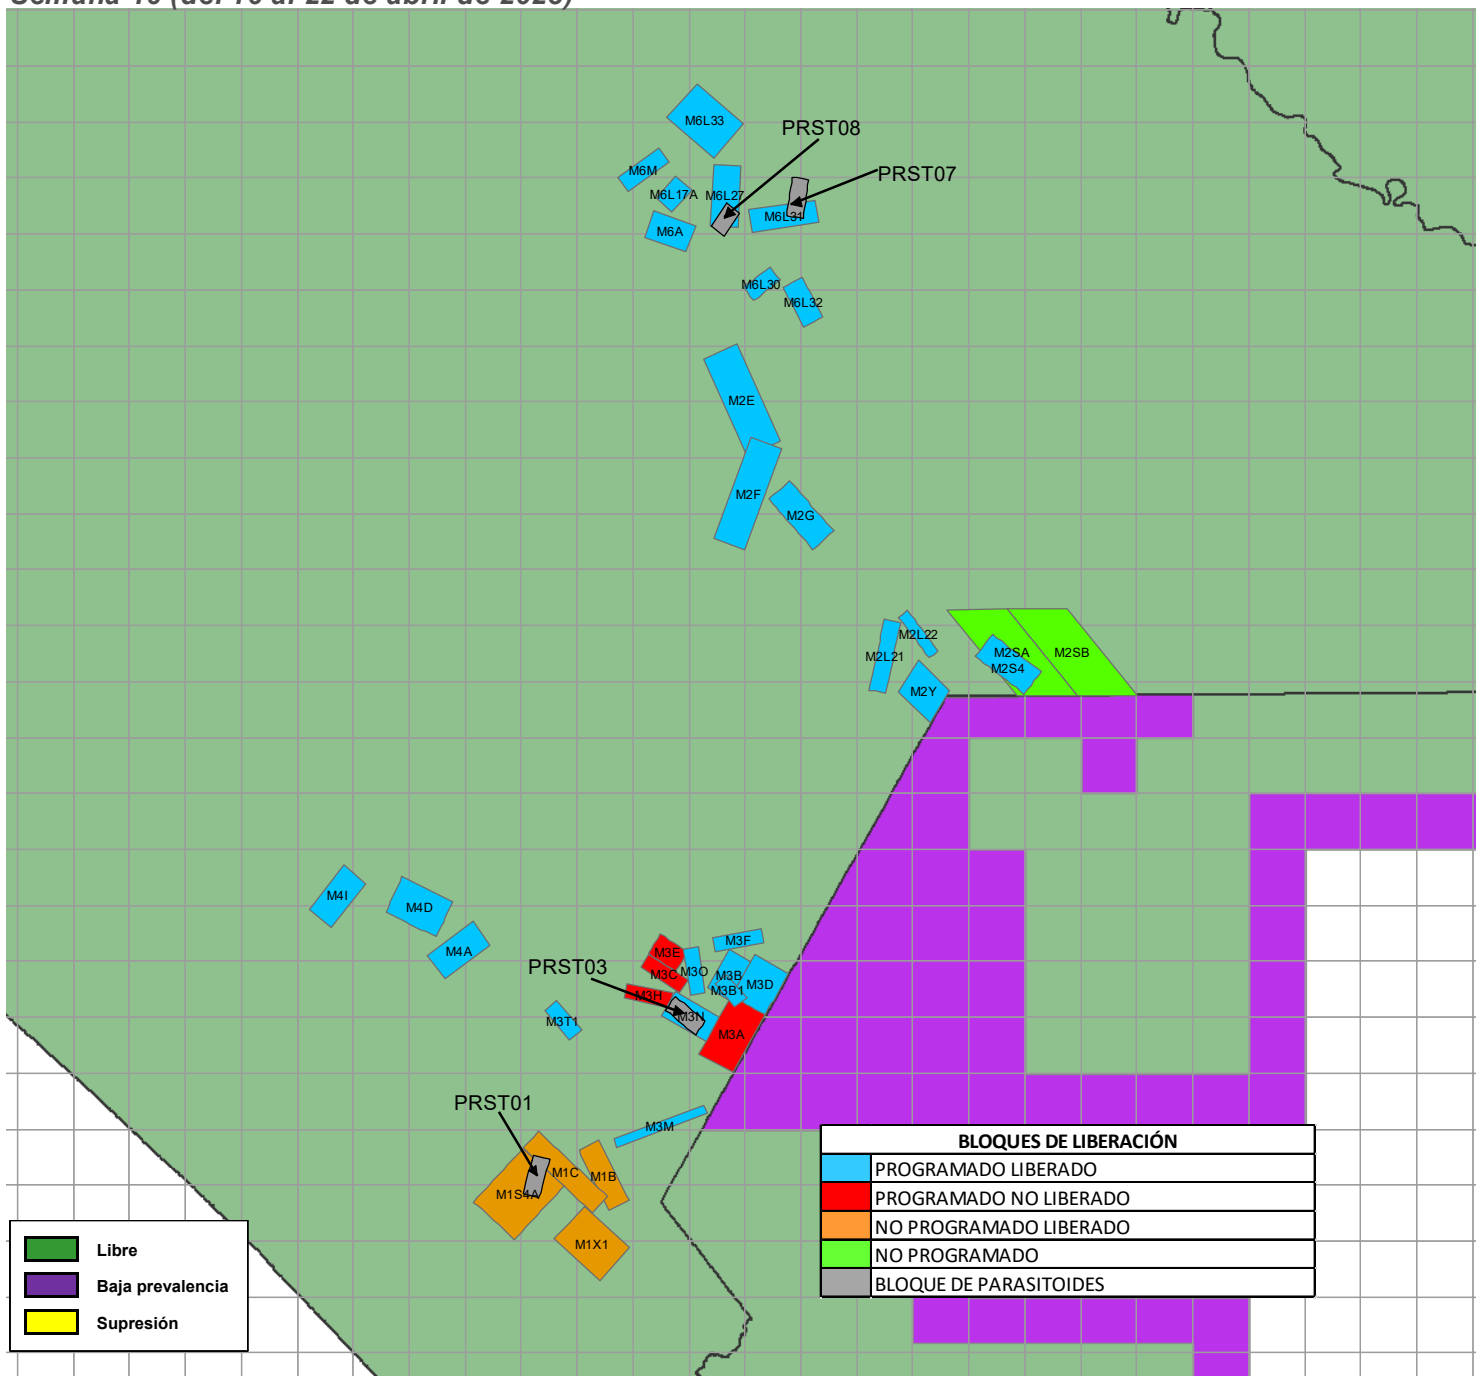 M6L33
PRST08
M6M
PRST07
M6L17A
M6L27
M6L31
M6A
M6L30
M6L32
M2E
M2F
M2G
M2L22
M2L21
M2SA
M2SB
M2S4
M2Y
M4I
M4D
M4A
M3F
M3E
PRST03
M3C
M3O
M3B
M3D
M3B1
M3H
M3N
M3T1
M3A
PRST01
M3M
M1C
M1B
M1S4A
M1X1
BLOQUES DE LIBERACIÓN
PROGRAMADO LIBERADO
PROGRAMADO NO LIBERADO
NO PROGRAMADO LIBERADO
NO PROGRAMADO
BLOQUE DE PARASITOIDES
Libre
Baja prevalencia
Supresión